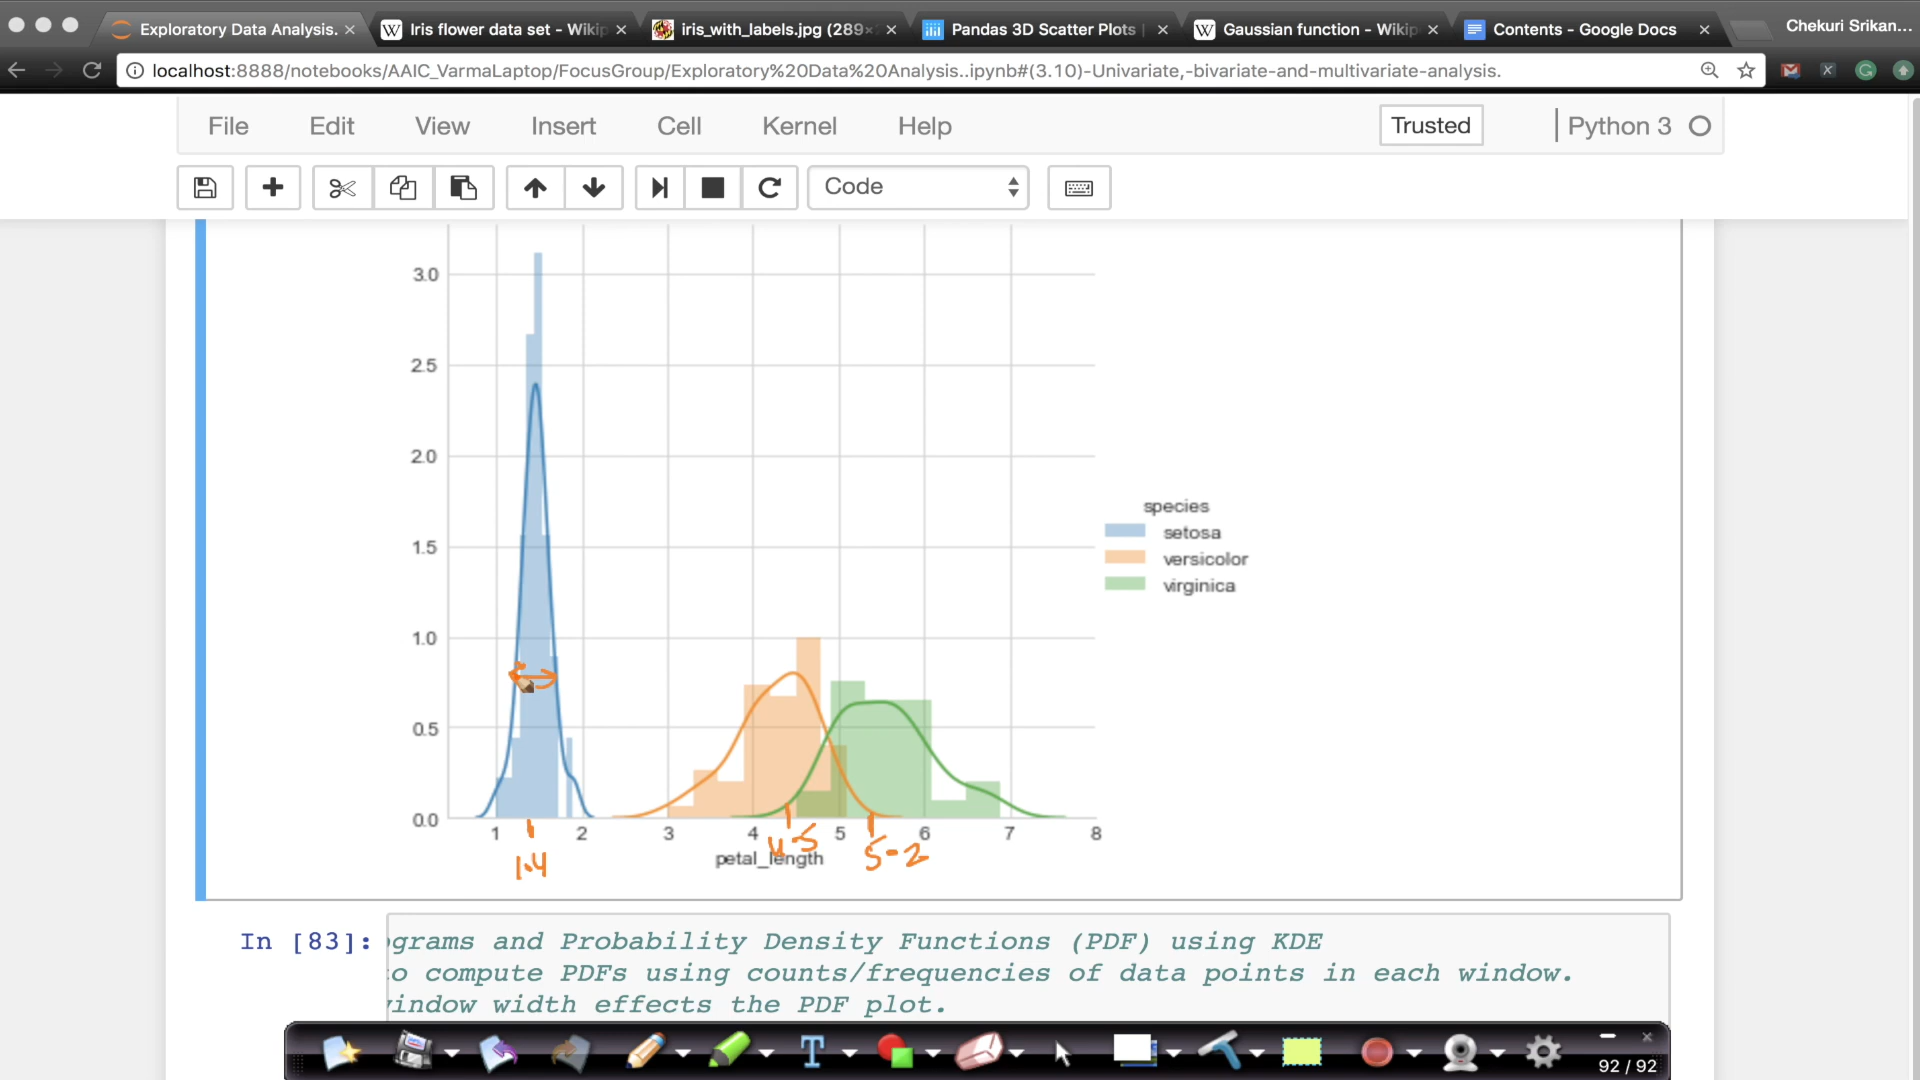 Exploratory Data Analysis. Iris flower data set - Wikip iris_with_labels.jpg (289× Pandas 3D Scatter Plots Gaussian function - Wikip Contents - Google Docs Chekuri Srikan...
localhost:8888/notebooks/AAIC_VarmaLaptop/FocusGroup/Exploratory%20Data%20Analysis..ipynb#(3.10)-Univariate,-bivariate-and-multivariate-analysis.
File Edit View Insert Cell Kernel Help Trusted Python 3
Code
3.0
2.5
2.0
species
setosa
1.5
versicolor
virginica
1.0
0.5
0.0
1 2 3 4 5 6 7 8
1.4 4.5 5-2
petal_length
In [83]: ograms and Probability Density Functions (PDF) using KDE
o compute PDFs using counts/frequencies of data points in each window.
indow width effects the PDF plot.
T
92 / 92